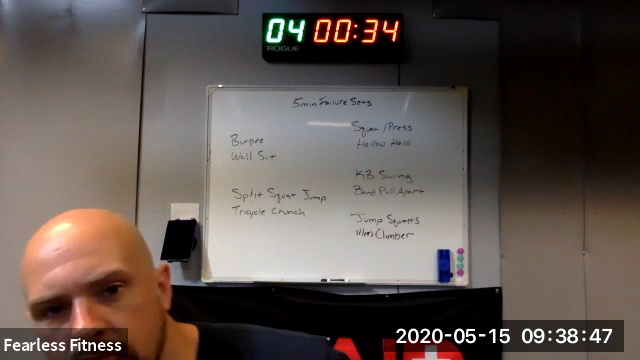 04 00:34
ROGUE
5min Failure Sets
Burpee
Wall Sit
Split Squat Jump
Tricycle Crunch
Squat/Press
Hollow Hold
KB Swing
Band Pull Apart
Jump Squats
Climber
Fearless Fitness
2020-05-15 09:38:47